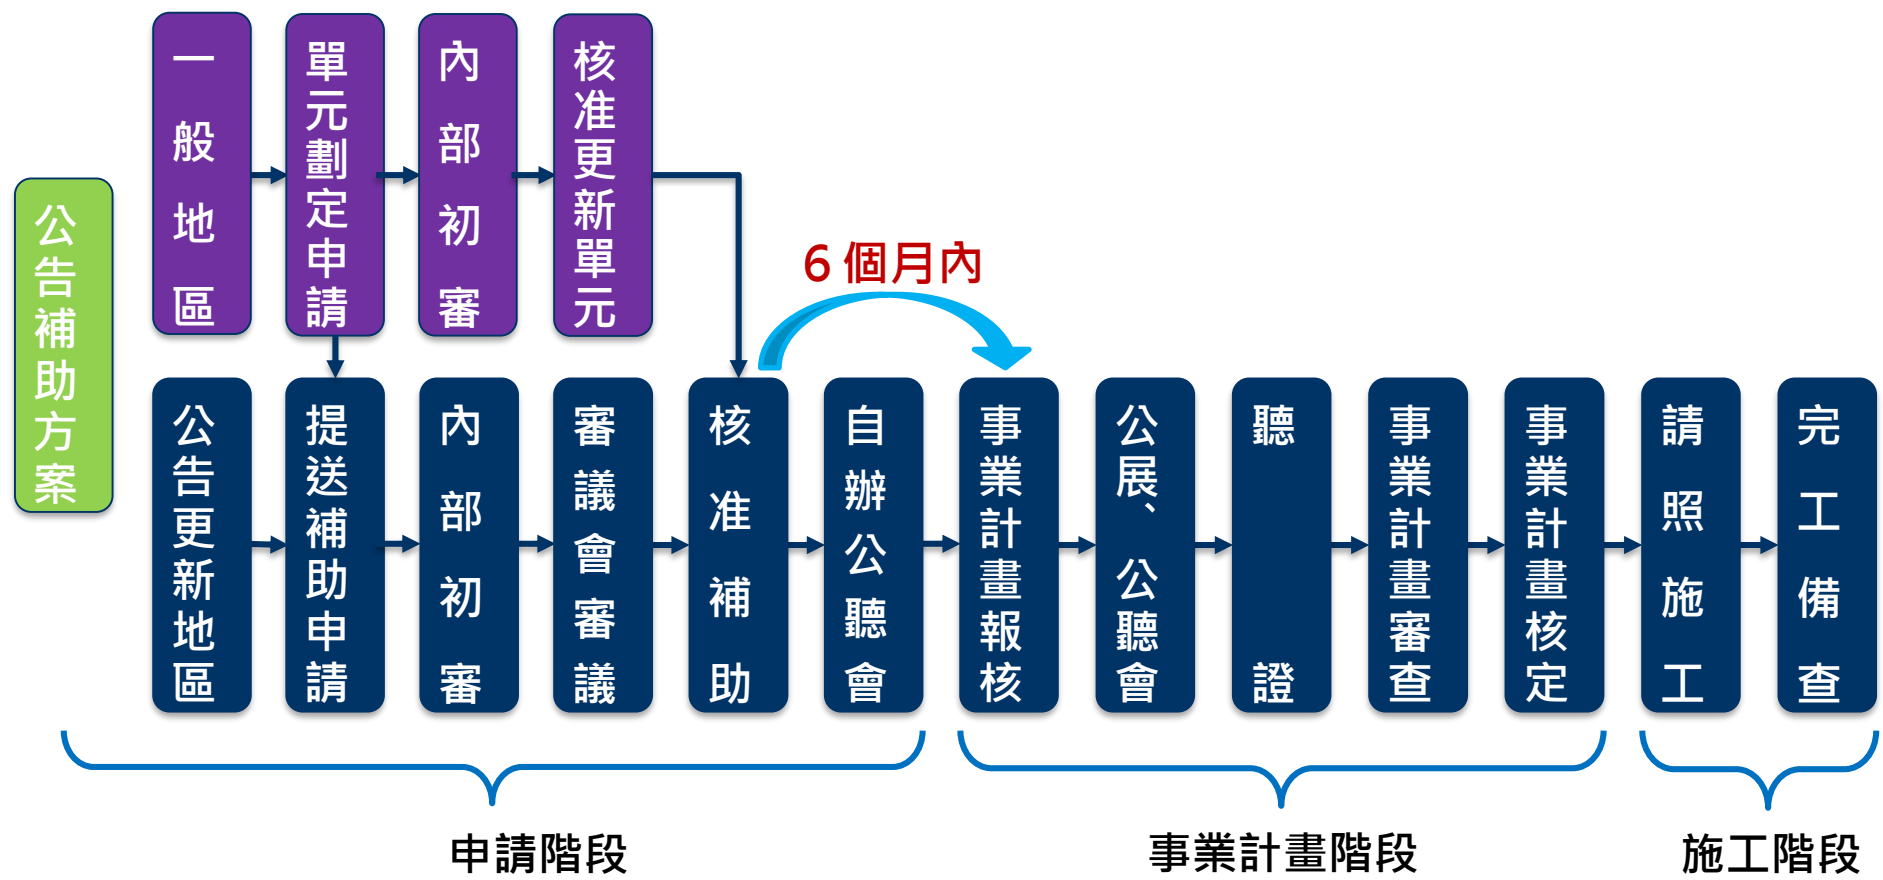 公告補助方案
一般地區
單元劃定申請
內部初審
核准更新單元
6個月內
公告更新地區
提送補助申請
內部初審
審議會審議
核准補助
自辦公聽會
事業計畫報核
公展、公聽會
聽證
事業計畫審查
事業計畫核定
請照施工
完工備查
申請階段
事業計畫階段
施工階段